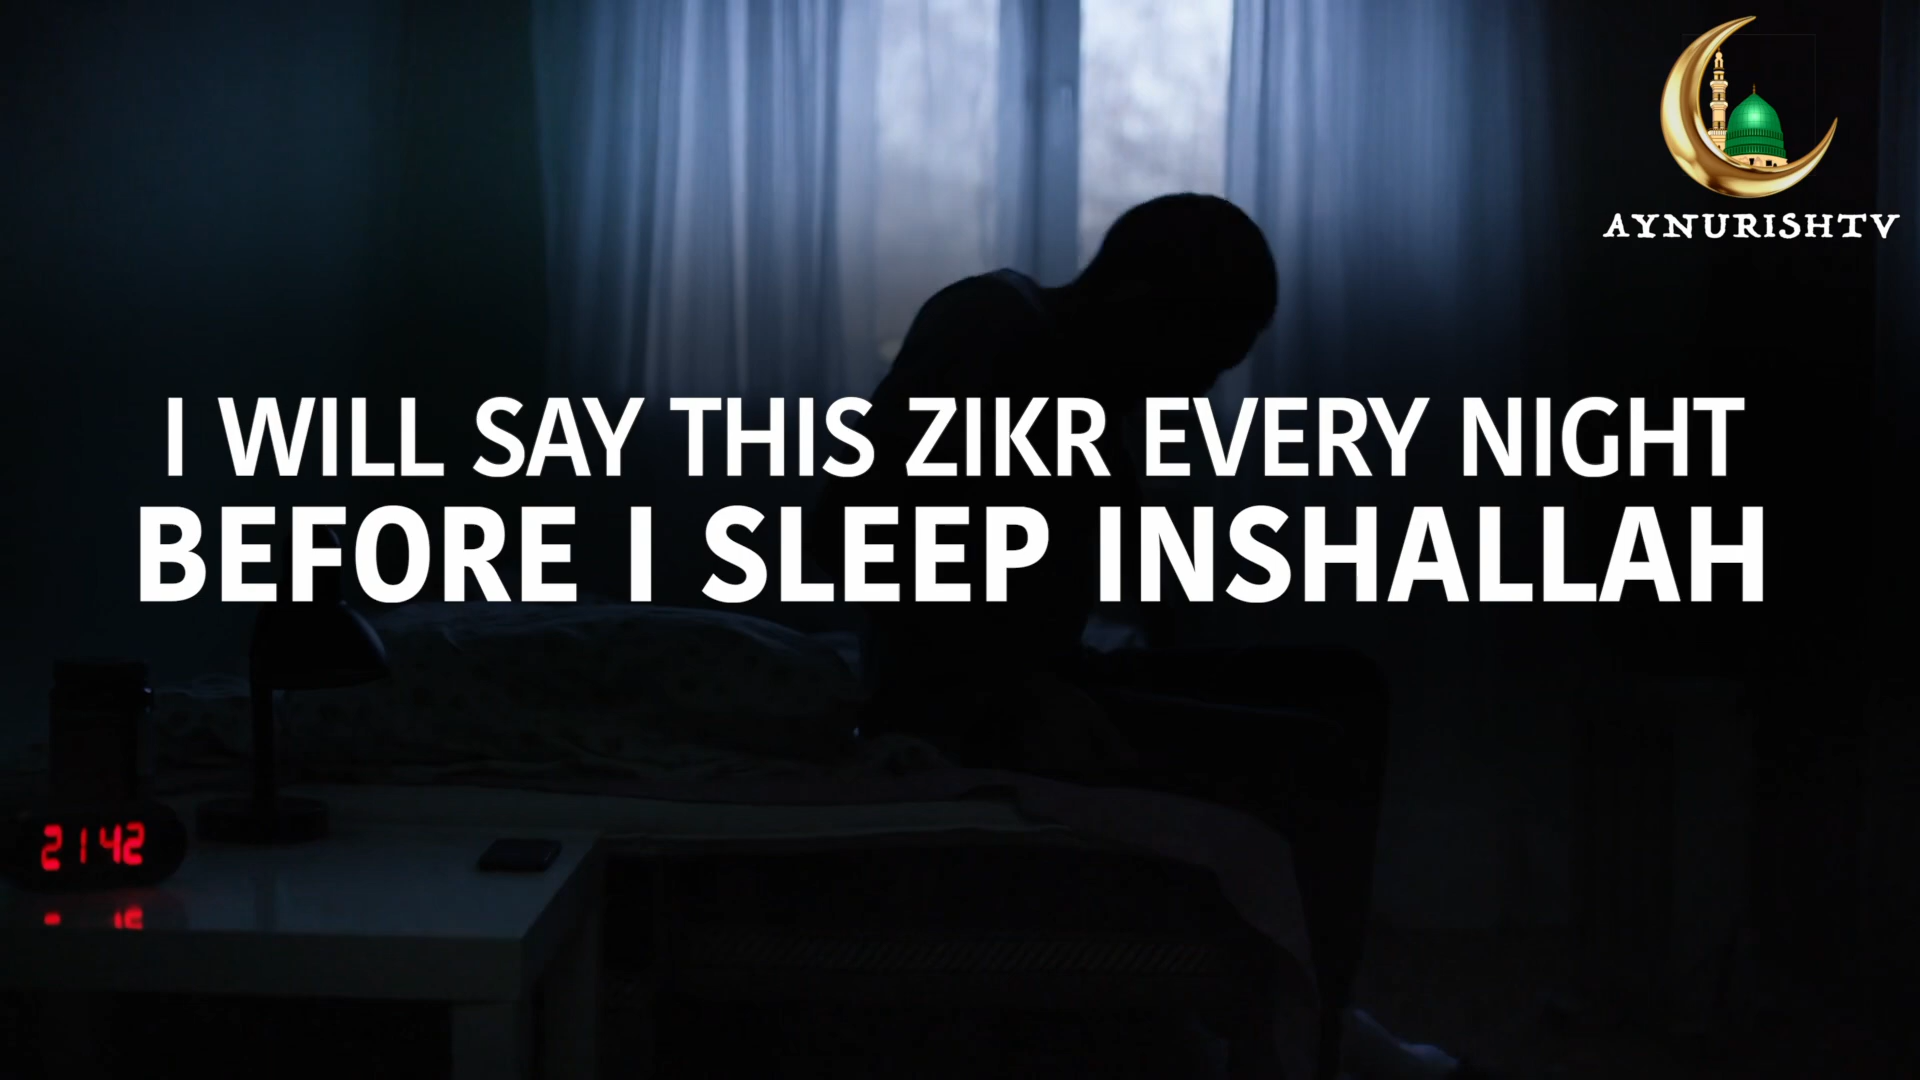 AYNURISHTV
I WILL SAY THIS ZIKR EVERY NIGHT
BEFORE I SLEEP INSHALLAH
21:42